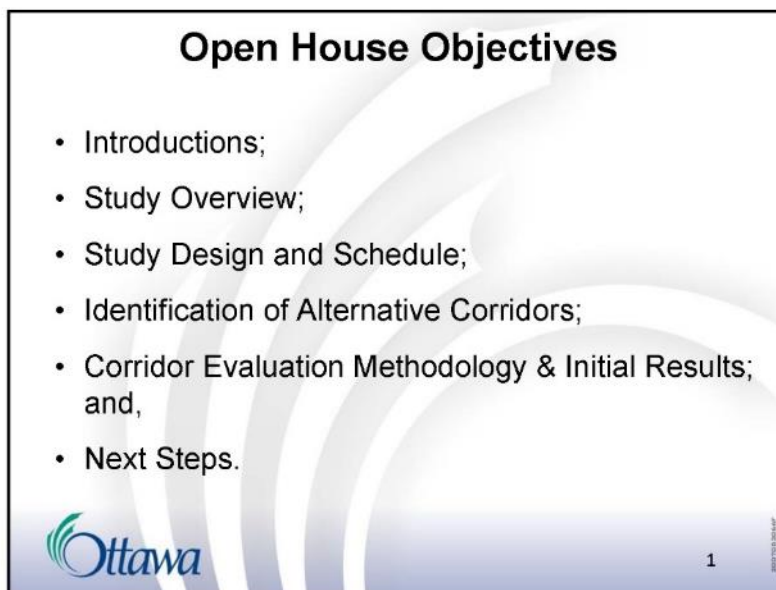 Open House Objectives
• Introductions;
• Study Overview;
• Study Design and Schedule;
• Identification of Alternative Corridors;
• Corridor Evaluation Methodology & Initial Results;
and,
• Next Steps.
Ottawa
1